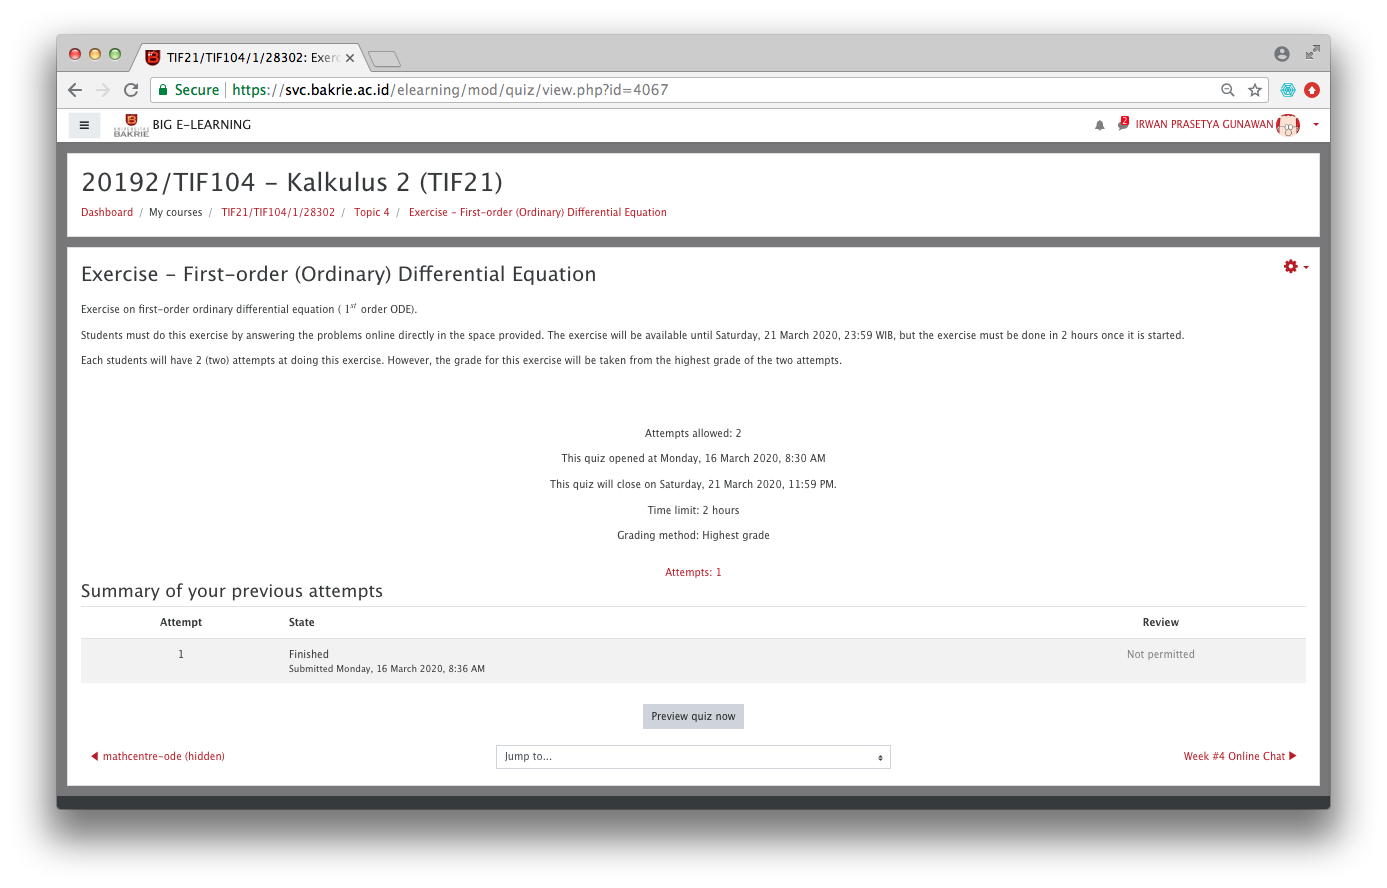 TIF21/TIF104/1/28302: Exerc
Secure https://svc.bakrie.ac.id/elearning/mod/quiz/view.php?id=4067
UNIVERSITAS
BAKRIE
BIG E-LEARNING
2
IRWAN PRASETYA GUNAWAN
20192/TIF104 – Kalkulus 2 (TIF21)
Dashboard / My courses / TIF21/TIF104/1/28302 / Topic 4 / Exercise – First-order (Ordinary) Differential Equation
Exercise – First-order (Ordinary) Differential Equation
Exercise on first-order ordinary differential equation ( 1st order ODE).
Students must do this exercise by answering the problems online directly in the space provided. The exercise will be available until Saturday, 21 March 2020, 23:59 WIB, but the exercise must be done in 2 hours once it is started.
Each students will have 2 (two) attempts at doing this exercise. However, the grade for this exercise will be taken from the highest grade of the two attempts.
Attempts allowed: 2
This quiz opened at Monday, 16 March 2020, 8:30 AM
This quiz will close on Saturday, 21 March 2020, 11:59 PM.
Time limit: 2 hours
Grading method: Highest grade
Attempts: 1
Summary of your previous attempts
Attempt State Review
1 Finished Not permitted
Submitted Monday, 16 March 2020, 8:36 AM
Preview quiz now
◀ mathcentre-ode (hidden) Jump to... Week #4 Online Chat ▶